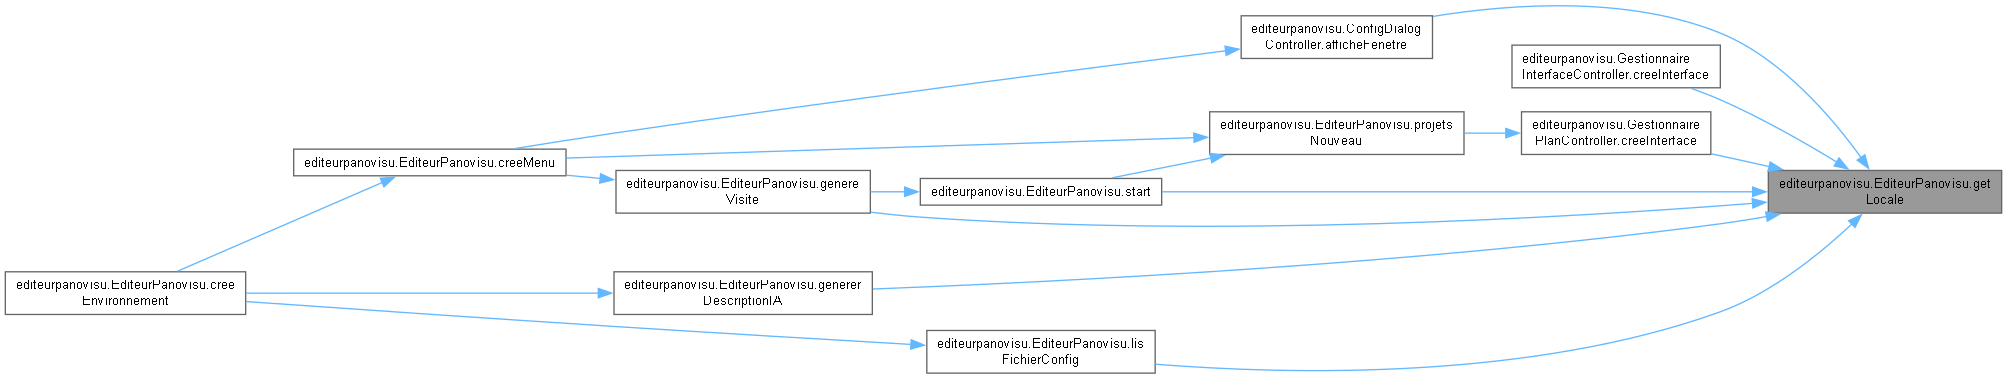 editeurpanovisu.ConfigDialog
Controller.afficheFenetre
editeurpanovisu.Gestionnaire
InterfaceController.creeInterface
editeurpanovisu.EditeurPanovisu.projets
Nouveau
editeurpanovisu.Gestionnaire
PlanController.creeInterface
editeurpanovisu.EditeurPanovisu.creeMenu
editeurpanovisu.EditeurPanovisu.genere
Visite
editeurpanovisu.EditeurPanovisu.start
editeurpanovisu.EditeurPanovisu.get
Locale
editeurpanovisu.EditeurPanovisu.cree
Environnement
editeurpanovisu.EditeurPanovisu.generer
DescriptionIA
editeurpanovisu.EditeurPanovisu.lis
FichierConfig